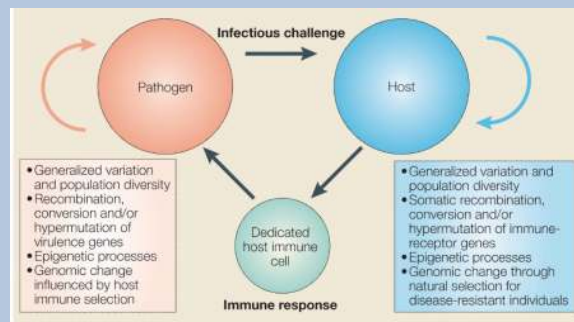 Infectious challenge
Pathogen
Host
• Generalized variation
and population diversity
• Recombination,
conversion and/or
hypermutation of
virulence genes
• Epigenetic processes
• Genomic change
influenced by host
immune selection
Dedicated
host immune
cell
Immune response
• Generalized variation and
population diversity
• Somatic recombination,
conversion and/or
hypermutation of immune-
receptor genes
• Epigenetic processes
• Genomic change through
natural selection for
disease-resistant individuals